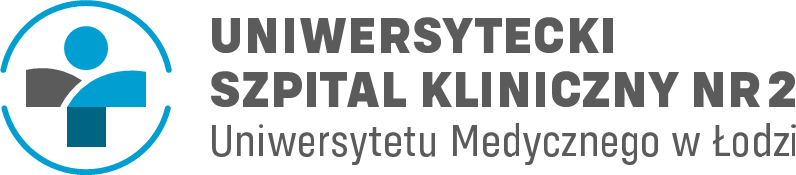 UNIWERSYTECKI
SZPITAL KLINICZNY NR 2
Uniwersytetu Medycznego w Łodzi